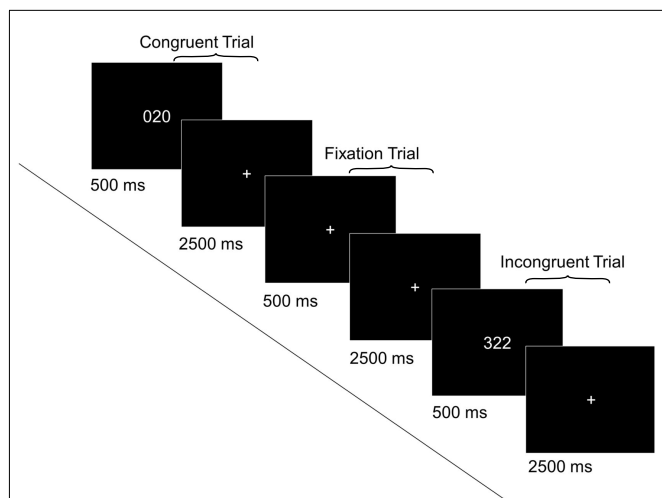 Congruent Trial
020
500 ms
+
2500 ms
Fixation Trial
+
500 ms
+
2500 ms
Incongruent Trial
322
500 ms
+
2500 ms